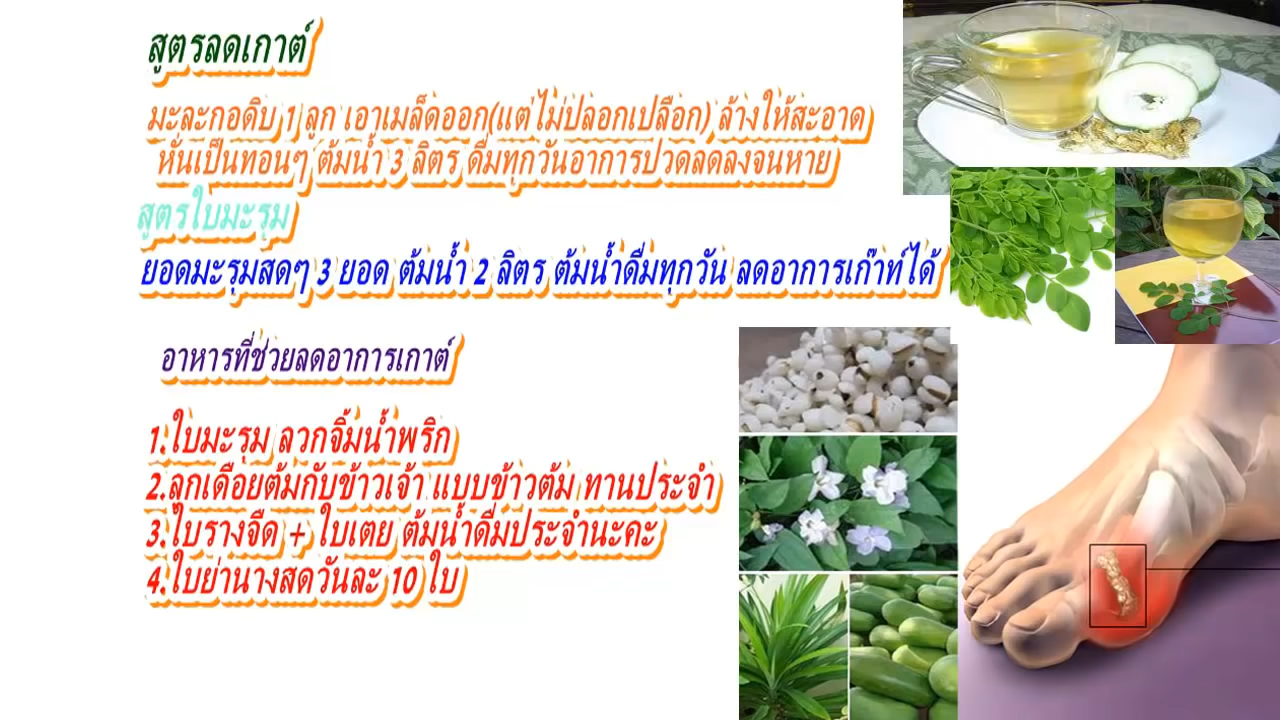 สูตรลดเกาต์
มะละกอดิบ 1 ลูก เอาเมล็ดออก(แต่ไม่ปลอกเปลือก) ล้างให้สะอาด
หั่นเป็นท่อนๆ ต้มน้ำ 3 ลิตร ดื่มทุกวันอาการปวดลดลงจนหาย
สูตรใบมะรุม
ยอดมะรุมสดๆ 3 ยอด ต้มน้ำ 2 ลิตร ต้มน้ำดื่มทุกวัน ลดอาการเก๊าท์ได้
อาหารที่ช่วยลดอาการเกาต์
1.ใบมะรุม ลวกจิ้มน้ำพริก
2.ลูกเดือยต้มกับข้าวเจ้า แบบข้าวต้ม ทานประจำ
3.ใบรางจืด + ใบเตย ต้มน้ำดื่มประจำนะคะ
4.ใบย่านางสดวันละ 10 ใบ